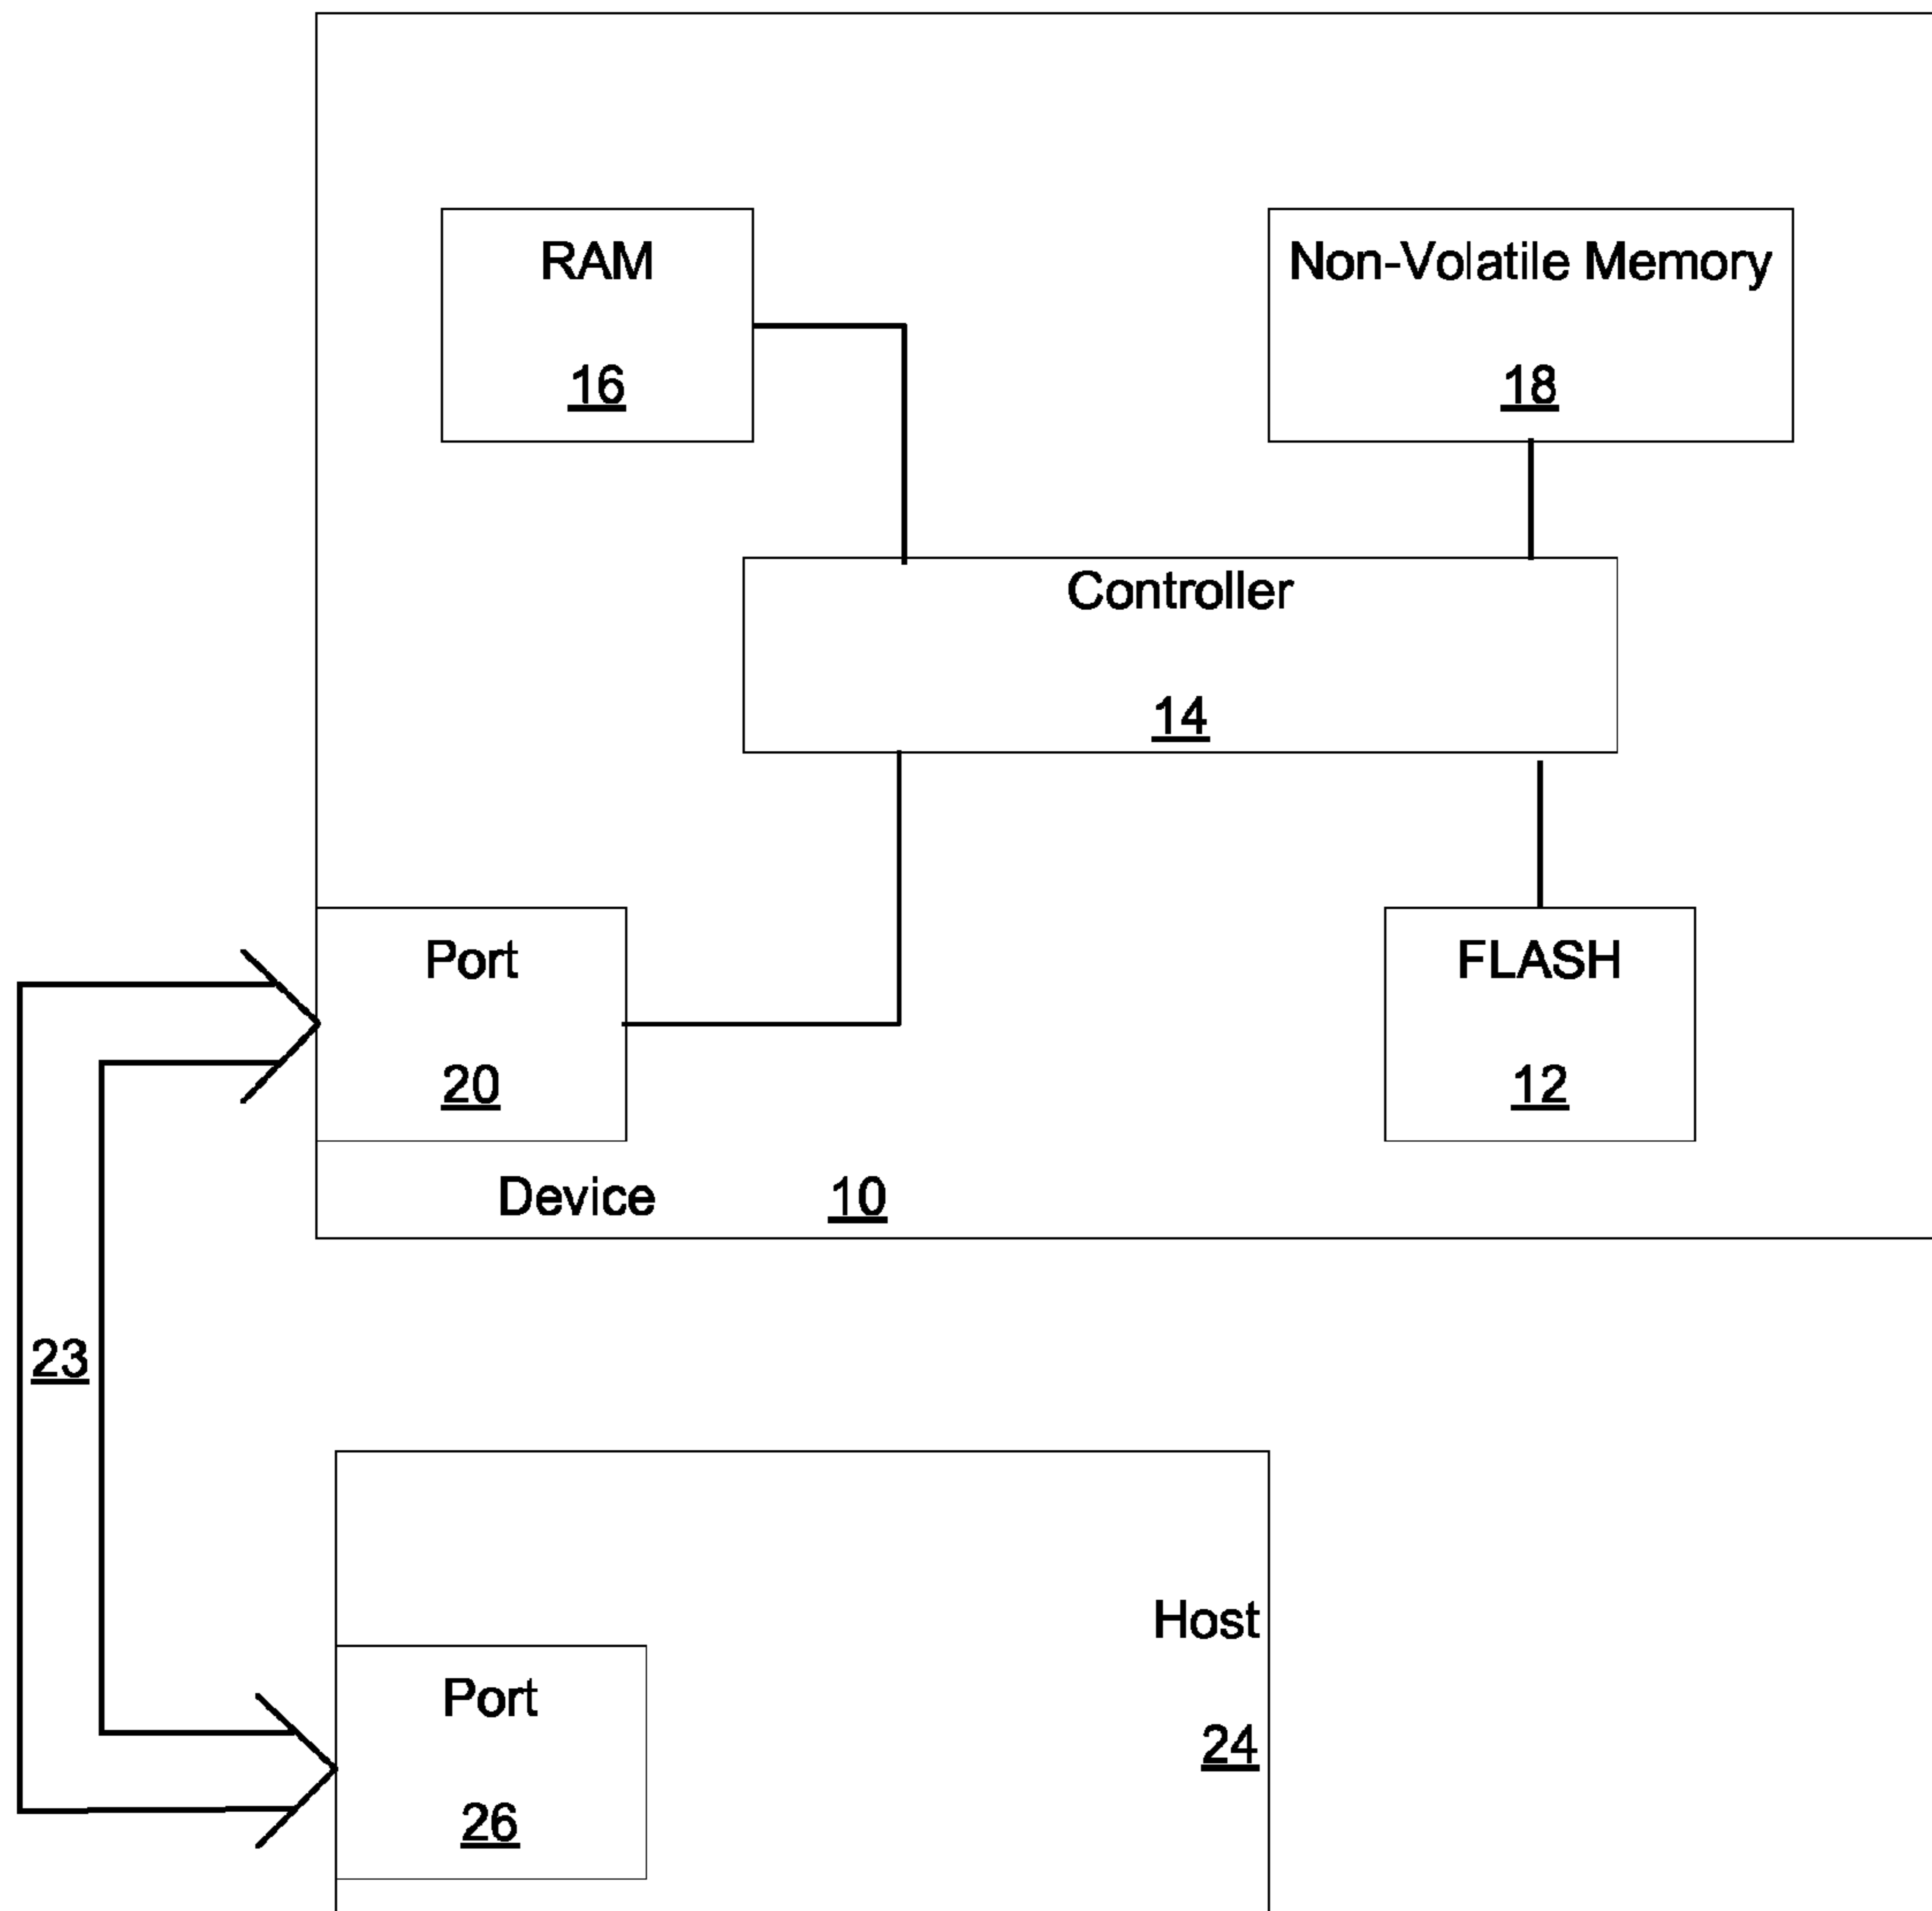 RAM
16
Non-Volatile Memory
18
Controller
14
Port
20
FLASH
12
Device 10
23
Host
24
Port
26